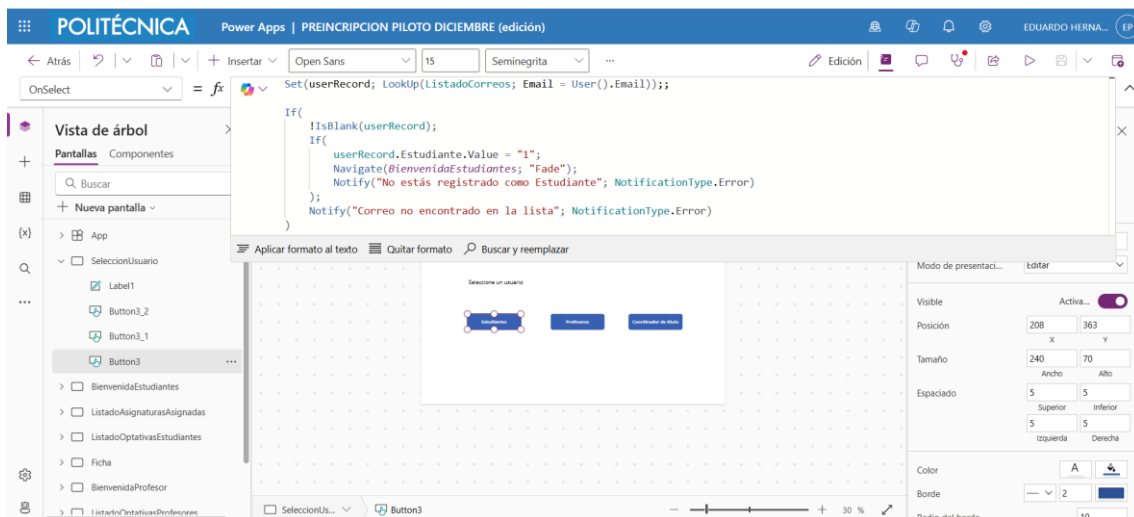 POLITÉCNICA
Power Apps | PREINCRIPCION PILOTO DICIEMBRE (edición)
EDUARDO HERNA... EP
Atrás
Insertar
Open Sans
15
Seminegrita
...
Edición
OnSelect
= fx
Set(userRecord; LookUp(ListadoCorreos; Email = User().Email));;
If(
!IsBlank(userRecord);
If(
userRecord.Estudiante.Value = "1";
Navigate(BienvenidaEstudiantes; "Fade");
Notify("No estás registrado como Estudiante"; NotificationType.Error)
);
Notify("Correo no encontrado en la lista"; NotificationType.Error)
)
Aplicar formato al texto Quitar formato Buscar y reemplazar
Vista de árbol
Pantallas Componentes
Buscar
Nueva pantalla
App
SeleccionUsuario
Label1
Button3_2
Button3_1
Button3 ...
BienvenidaEstudiantes
ListadoAsignaturasAsignadas
ListadoOptativasEstudiantes
Ficha
BienvenidaProfesor
ListadoOptativasProfesores
Seleccione un usuario
Estudiantes Profesores Coordinador de título
SeleccionUs... Button3
30 %
Modo de presentaci... Editar
Visible Activa...
Posición 208 363
X Y
Tamaño 240 70
Ancho Alto
Espaciado 5 5
Superior Inferior
5 5
Izquierda Derecha
Color A
Borde 2
Radio del borde 10